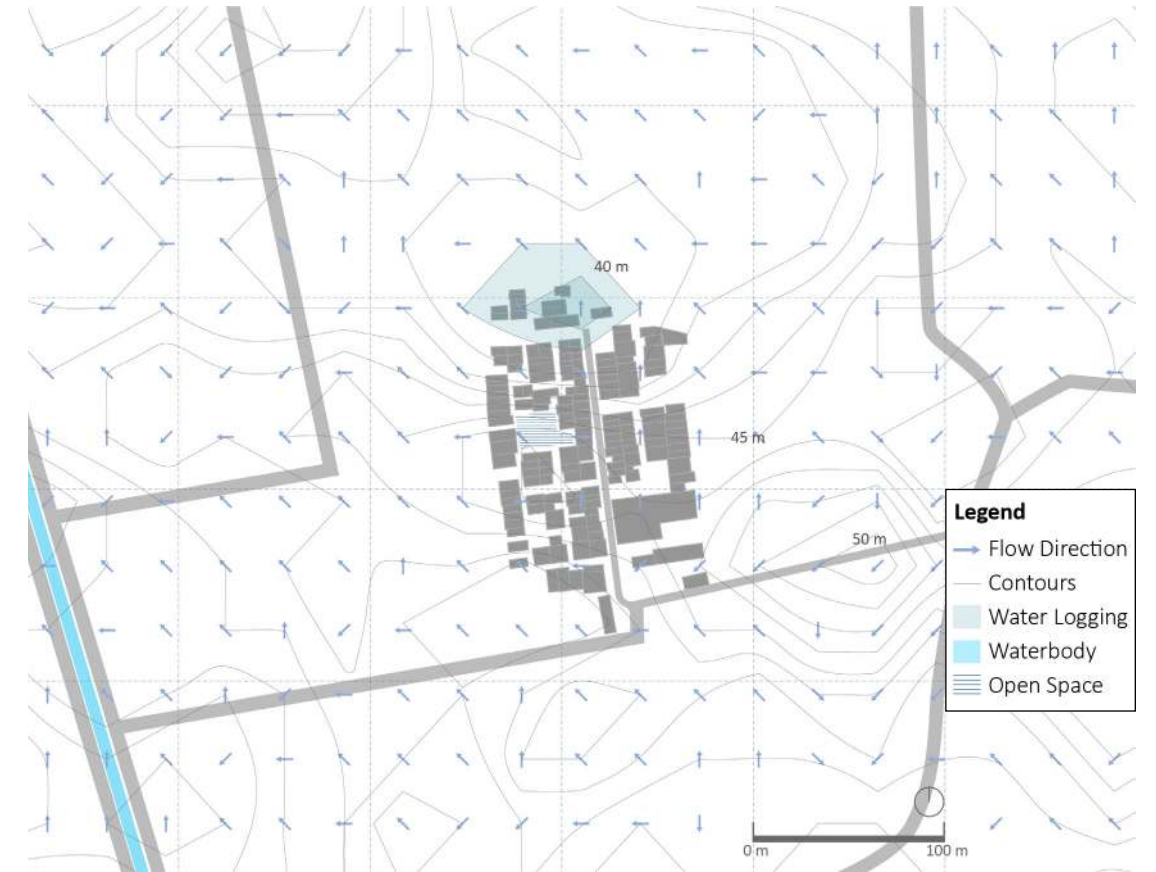 40 m
45 m
50 m
Legend
Flow Direction
Contours
Water Logging
Waterbody
Open Space
0 m
100 m